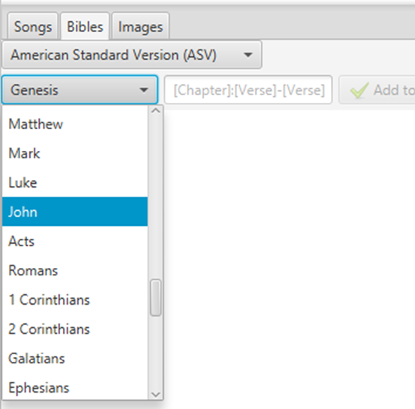 Songs Bibles Images
American Standard Version (ASV)
Genesis [Chapter]:[Verse]-[Verse] Add to
Matthew
Mark
Luke
John
Acts
Romans
1 Corinthians
2 Corinthians
Galatians
Ephesians